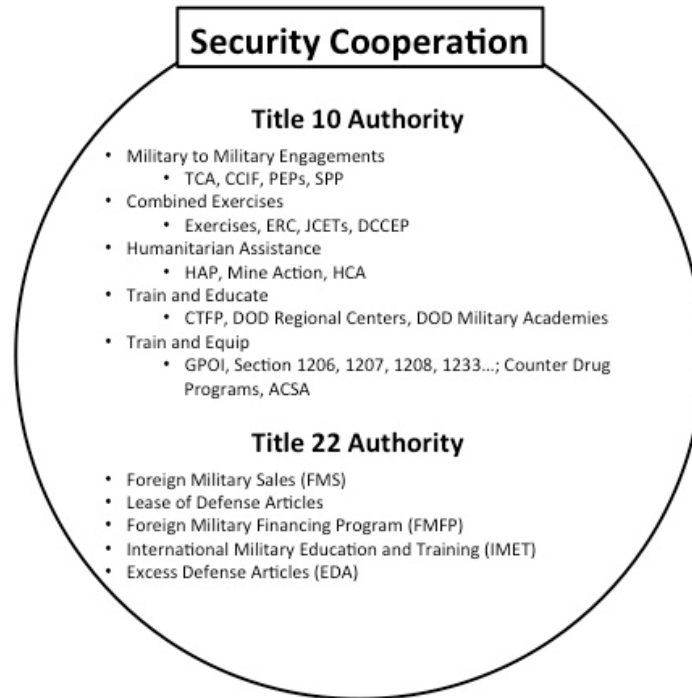 Security Cooperation
Title 10 Authority
• Military to Military Engagements
• TCA, CCIF, PEPs, SPP
• Combined Exercises
• Exercises, ERC, JCETs, DCCEP
• Humanitarian Assistance
• HAP, Mine Action, HCA
• Train and Educate
• CTFP, DOD Regional Centers, DOD Military Academies
• Train and Equip
• GPOI, Section 1206, 1207, 1208, 1233...; Counter Drug
Programs, ACSA
Title 22 Authority
• Foreign Military Sales (FMS)
• Lease of Defense Articles
• Foreign Military Financing Program (FMFP)
• International Military Education and Training (IMET)
• Excess Defense Articles (EDA)